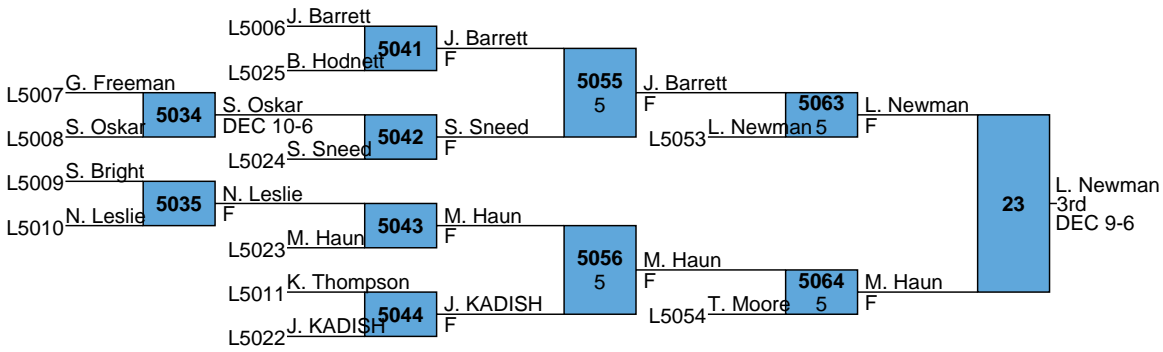 L5006 J. Barrett
5041
L5025 B. Hodnett
J. Barrett
F
L5007 G. Freeman
5034
L5008 S. Oskar
S. Oskar
DEC 10-6
5042
L5024 S. Sneed
S. Sneed
F
5055
5
J. Barrett
F
L5009 S. Bright
5035
L5010 N. Leslie
N. Leslie
F
5043
L5023 M. Haun
M. Haun
F
L5011 K. Thompson
5044
L5022 J. KADISH
J. KADISH
F
5056
5
M. Haun
F
5063
5
L5053 L. Newman
L. Newman
F
5064
5
L5054 T. Moore
M. Haun
F
23
L. Newman
3rd
DEC 9-6